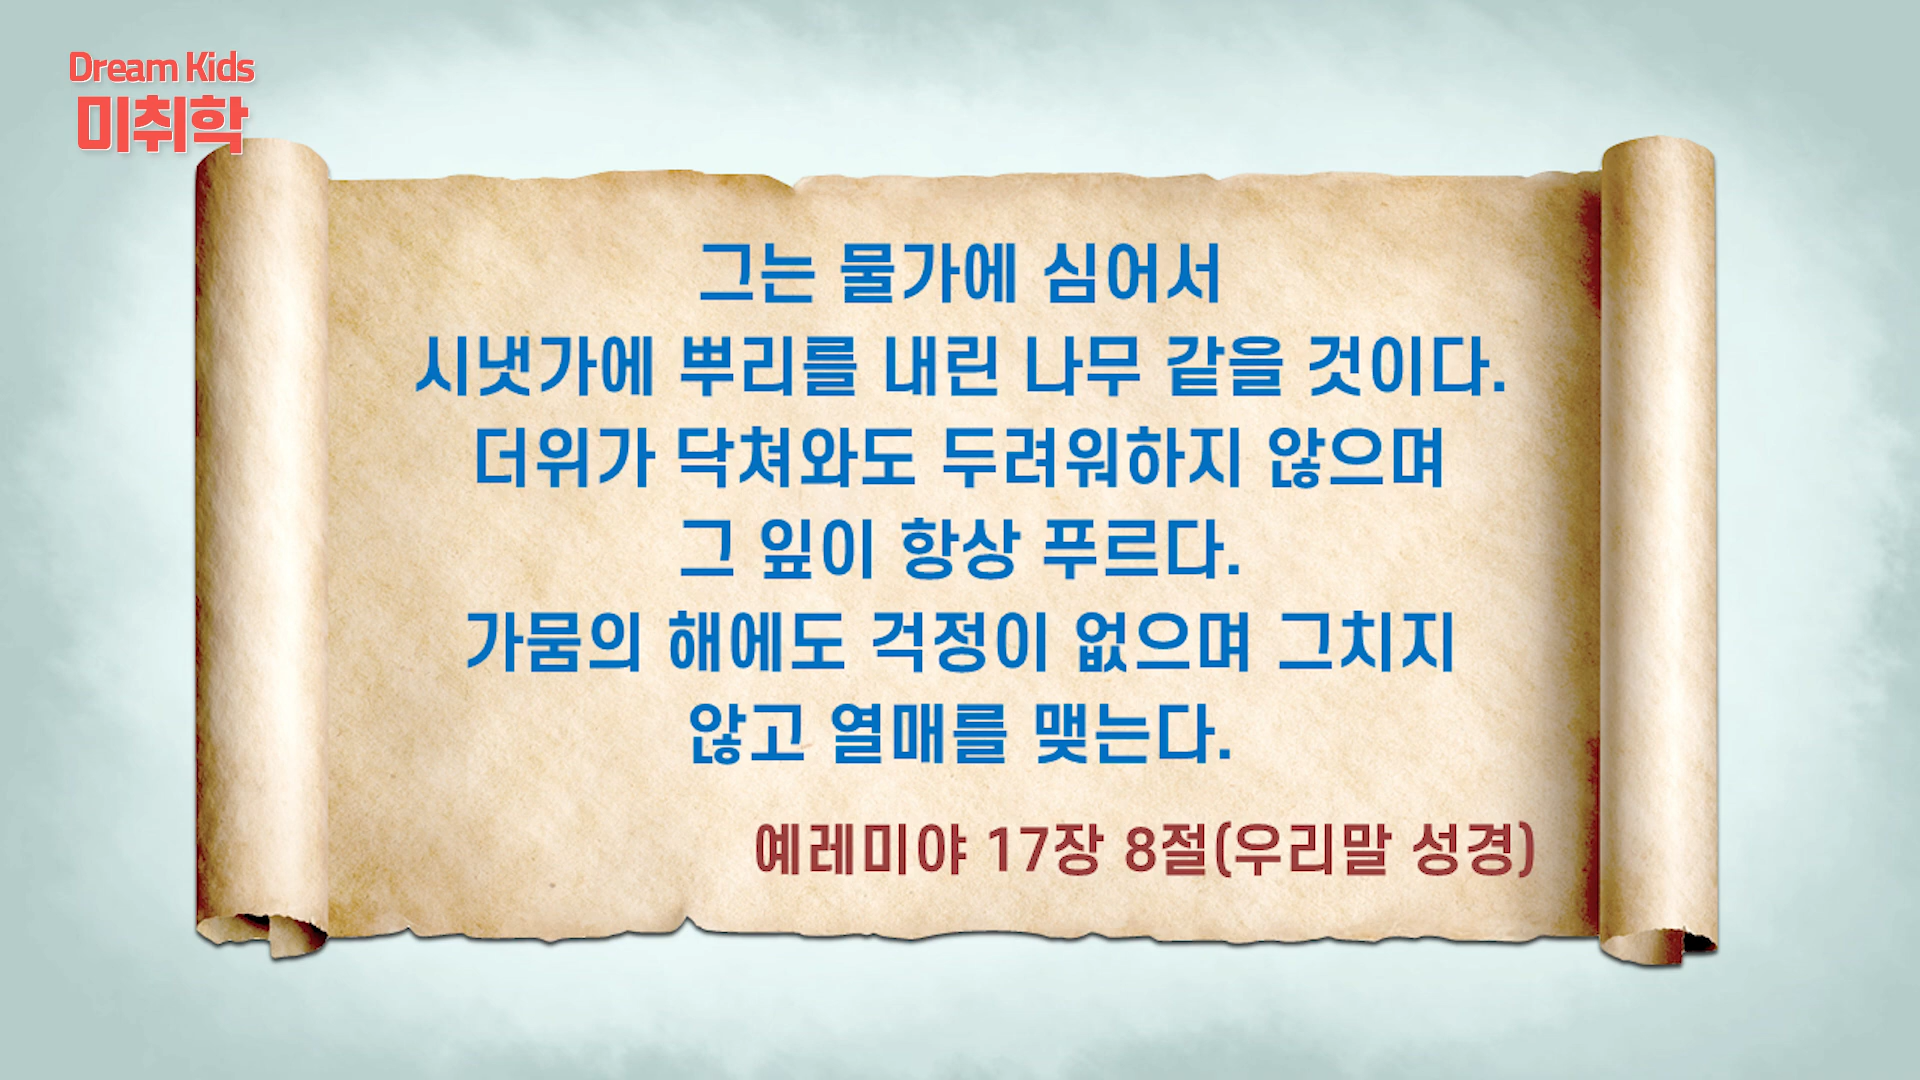 Dream Kids
미취학
그는 물가에 심어서
시냇가에 뿌리를 내린 나무 같을 것이다.
더위가 닥쳐와도 두려워하지 않으며
그 잎이 항상 푸르다.
가뭄의 해에도 걱정이 없으며 그치지
않고 열매를 맺는다.
예레미야 17장 8절(우리말 성경)